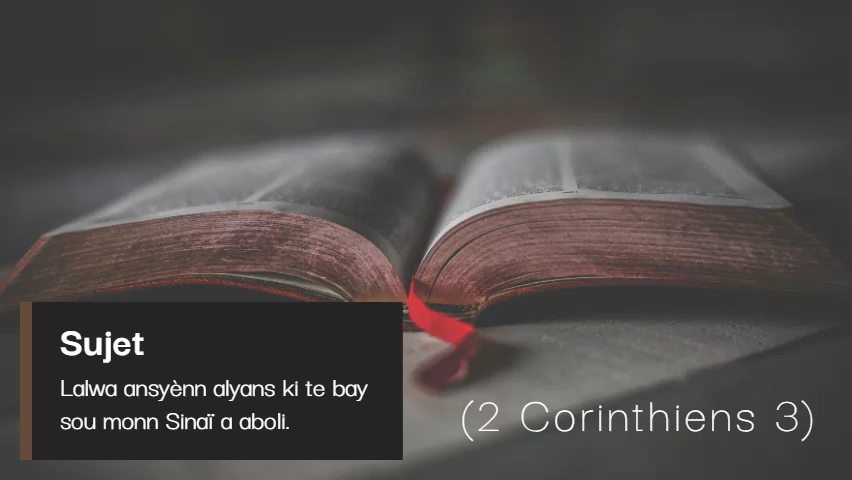 Sujet
Lalwa ansyènn alyans ki te bay
sou monn Sinaï a aboli.
(2 Corinthiens 3)